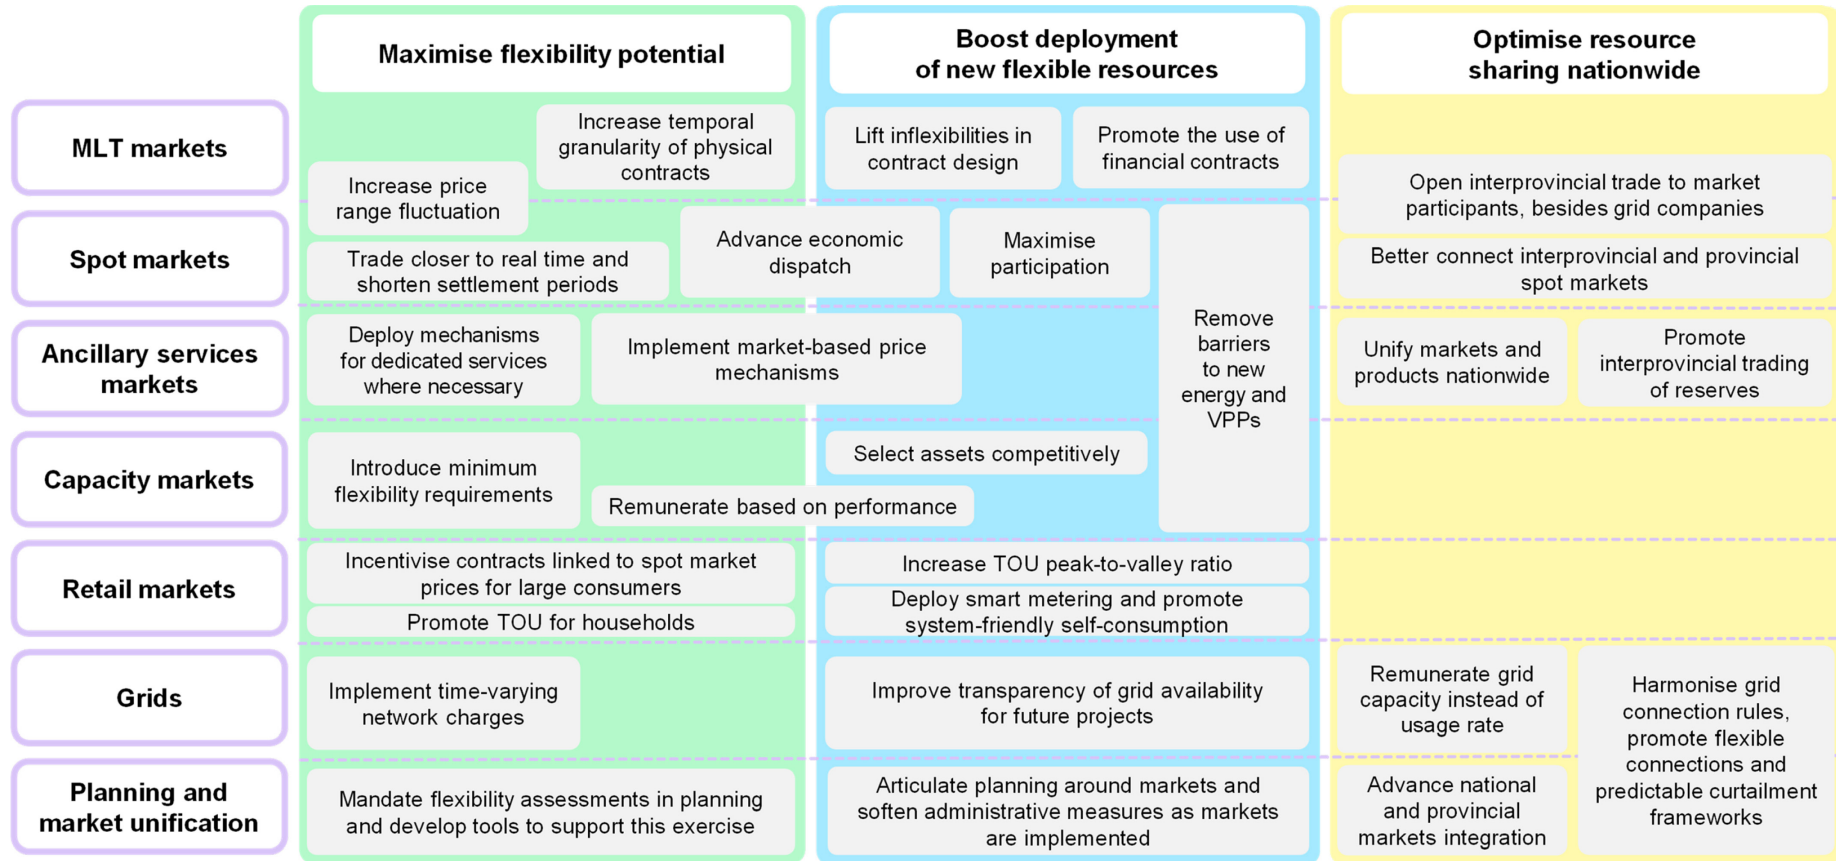 Maximise flexibility potential
Boost deployment
of new flexible resources
Optimise resource
sharing nationwide
MLT markets
Increase temporal
granularity of physical
contracts
Increase price
range fluctuation
Lift inflexibilities in
contract design
Promote the use of
financial contracts
Open interprovincial trade to market
participants, besides grid companies
Spot markets
Trade closer to real time and
shorten settlement periods
Advance economic
dispatch
Maximise
participation
Remove
barriers
to new
energy and
VPPs
Better connect interprovincial and provincial
spot markets
Ancillary services
markets
Deploy mechanisms
for dedicated services
where necessary
Implement market-based price
mechanisms
Unify markets and
products nationwide
Promote
interprovincial trading
of reserves
Capacity markets
Introduce minimum
flexibility requirements
Remunerate based on performance
Select assets competitively
Retail markets
Incentivise contracts linked to spot market
prices for large consumers
Promote TOU for households
Increase TOU peak-to-valley ratio
Deploy smart metering and promote
system-friendly self-consumption
Grids
Implement time-varying
network charges
Improve transparency of grid availability
for future projects
Remunerate grid
capacity instead of
usage rate
Harmonise grid
connection rules,
promote flexible
connections and
predictable curtailment
frameworks
Planning and
market unification
Mandate flexibility assessments in planning
and develop tools to support this exercise
Articulate planning around markets and
soften administrative measures as markets
are implemented
Advance national
and provincial
markets integration